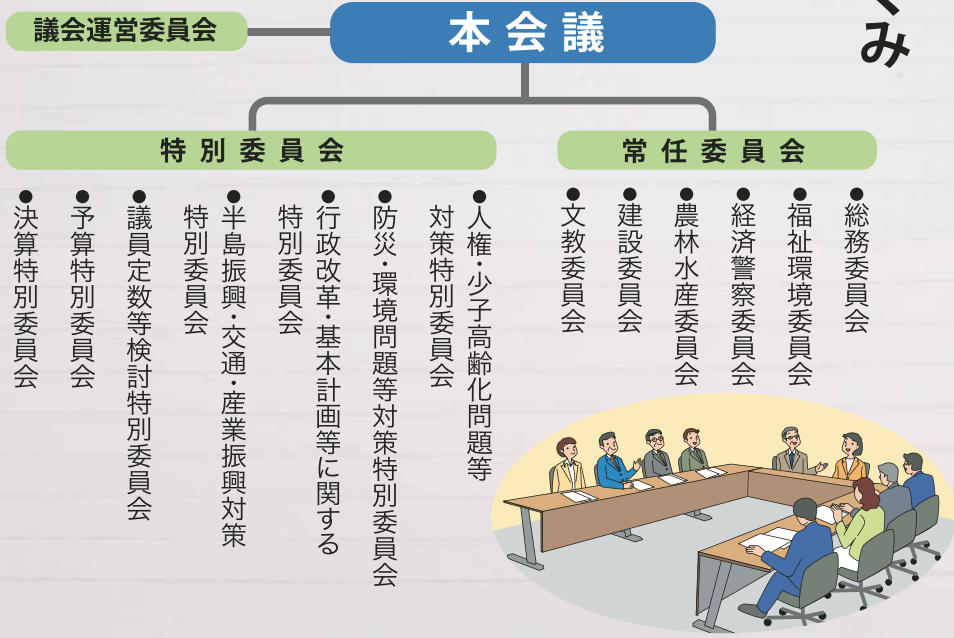 くみ
本会議
議会運営委員会
常任委員会
●総務委員会
●福祉環境委員会
●経済警察委員会
●農林水産委員会
●建設委員会
●文教委員会
特別委員会
●人権・少子高齢化問題等
対策特別委員会
●防災・環境問題等対策特別委員会
●行政改革・基本計画等に関する
特別委員会
●半島振興・交通・産業振興対策
特別委員会
●議員定数等検討特別委員会
●予算特別委員会
●決算特別委員会